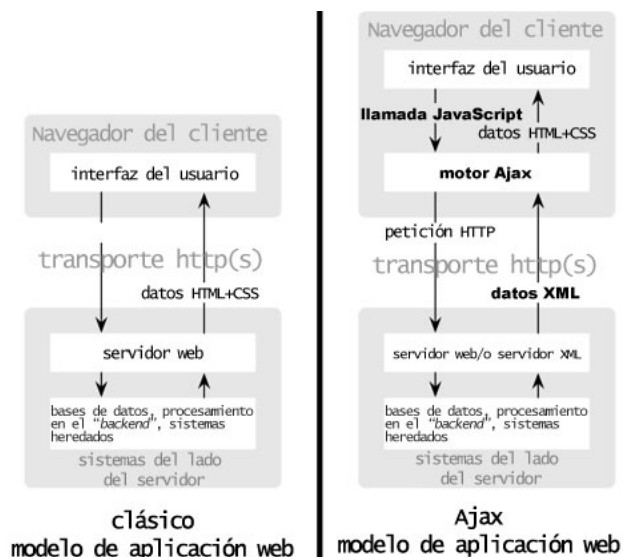 Navegador del cliente
interfaz del usuario
transporte http(s)
datos HTML+CSS
servidor web
bases de datos, procesamiento
en el "backend", sistemas
heredados
sistemas del lado
del servidor
clásico
modelo de aplicación web
Navegador del cliente
interfaz del usuario
llamada JavaScript
datos HTML+CSS
motor Ajax
petición HTTP
transporte http(s)
datos XML
servidor web/o servidor XML
bases de datos, procesamiento
en el "backend", sistemas
heredados
sistemas del lado
del servidor
Ajax
modelo de aplicación web